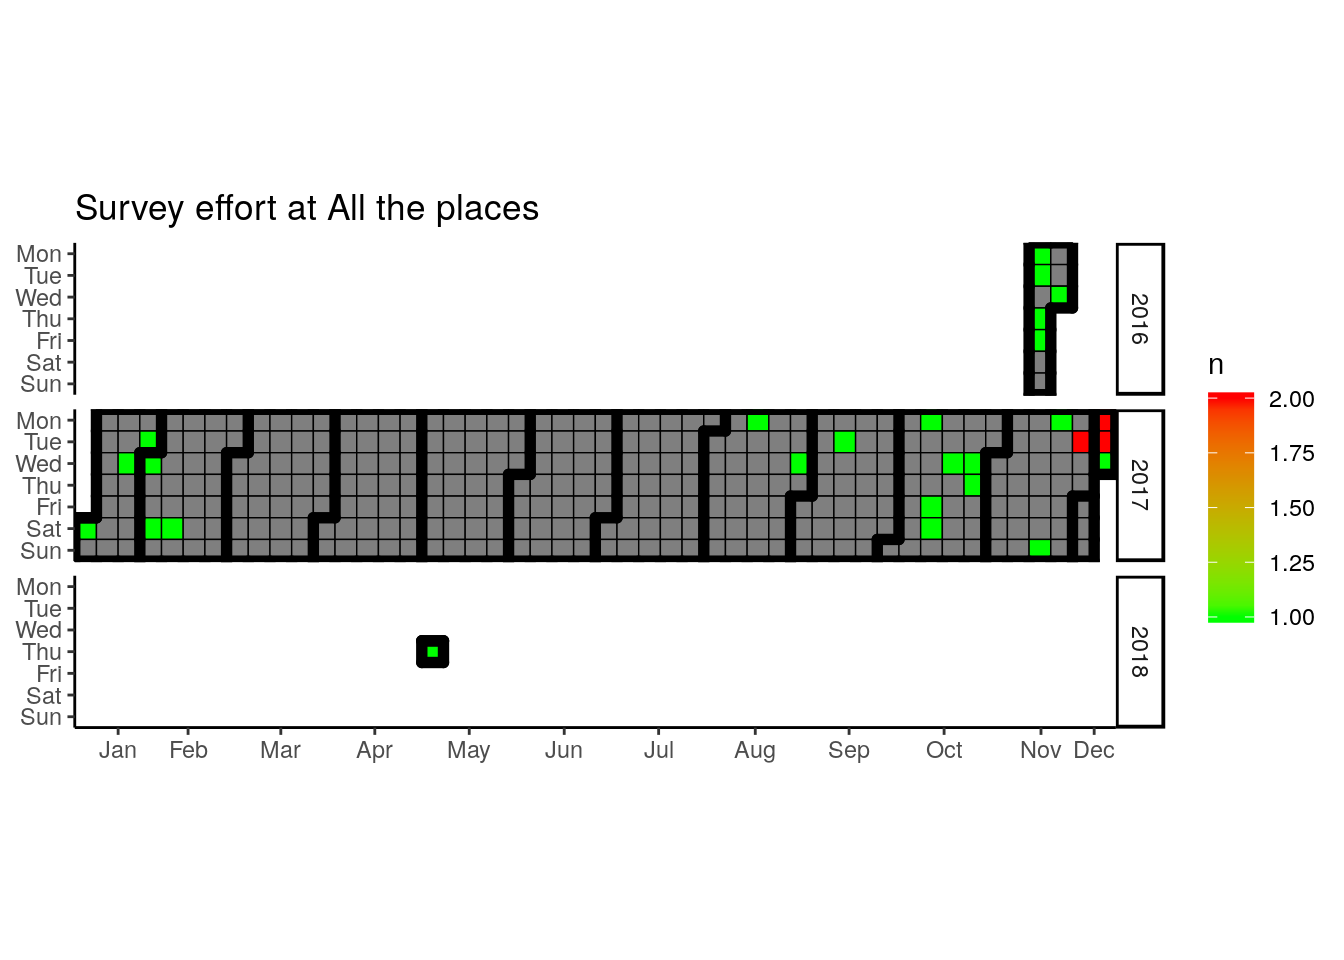 Survey effort at All the places
Mon
Tue
Wed
Thu
Fri
Sat
Sun
2016
Mon
Tue
Wed
Thu
Fri
Sat
Sun
2017
Mon
Tue
Wed
Thu
Fri
Sat
Sun
2018
Jan Feb Mar Apr May Jun Jul Aug Sep Oct Nov Dec
n
2.00
1.75
1.50
1.25
1.00